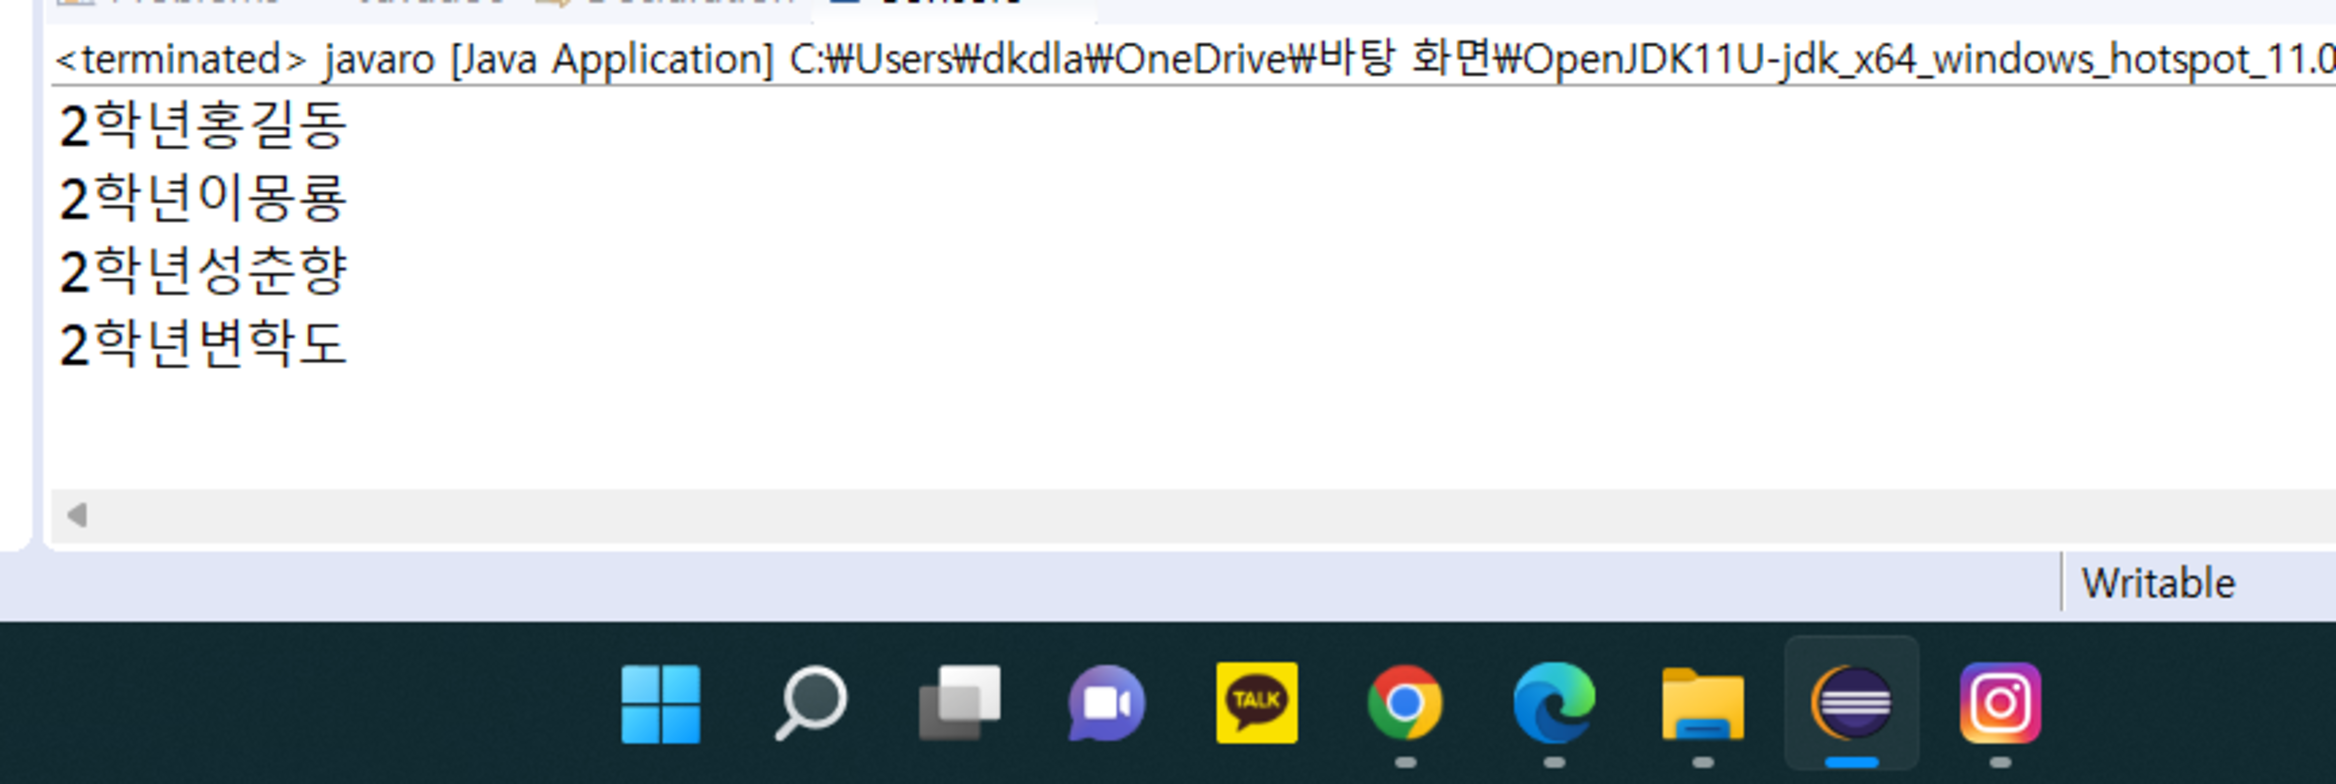 <terminated> javaro [Java Application] C:₩Users₩dkdla₩OneDrive₩바탕 화면₩OpenJDK11U-jdk_x64_windows_hotspot_11.0
2학년홍길동
2학년이몽룡
2학년성춘향
2학년변학도
Writable
TALK